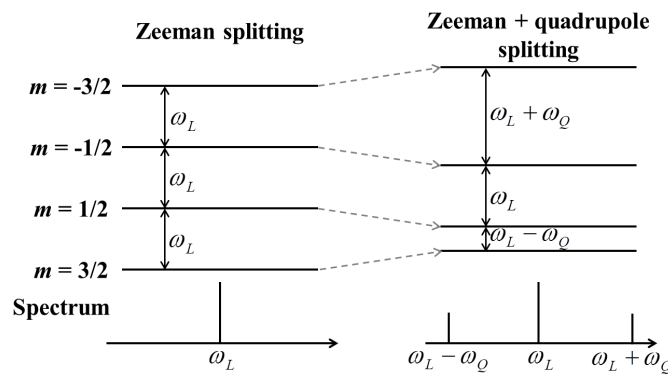 Zeeman splitting
Zeeman + quadrupole
splitting
m = -3/2
m = -1/2
m = 1/2
m = 3/2
ω_L
ω_L
ω_L
ω_L + ω_Q
ω_L
ω_L − ω_Q
Spectrum
ω_L
ω_L − ω_Q
ω_L
ω_L + ω_Q